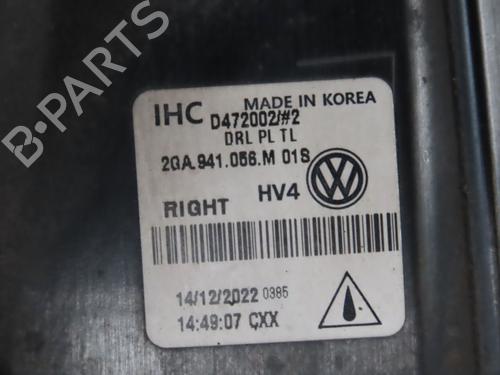 B-PARTS
IHC MADE IN KOREA
D472002/#2
DRL PL TL
2GA.941.056.M 01S
RIGHT HV4
14/12/2022 0385
14:49:07 CXX